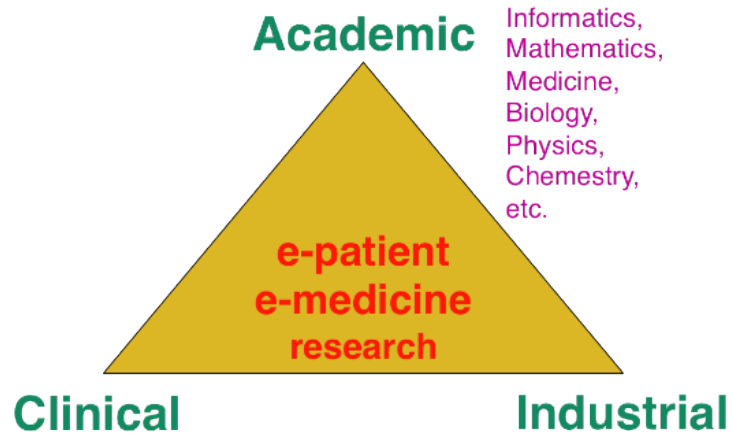 Academic
Informatics,
Mathematics,
Medicine,
Biology,
Physics,
Chemestry,
etc.
e-patient
e-medicine
research
Clinical
Industrial